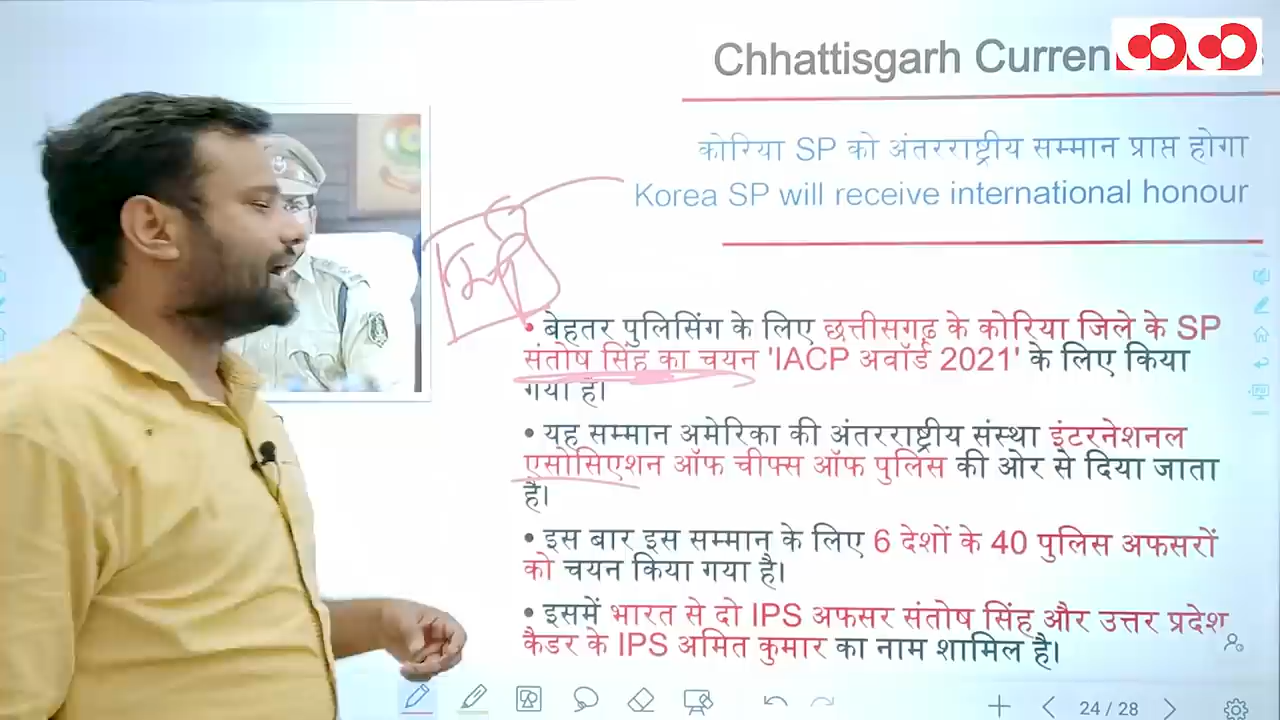 Chhattisgarh Curren
कोरिया SP को अंतरराष्ट्रीय सम्मान प्राप्त होगा
Korea SP will receive international honour
• बेहतर पुलिसिंग के लिए छत्तीसगढ़ के कोरिया जिले के SP
संतोष सिंह का चयन 'IACP अवॉर्ड 2021' के लिए किया
गया है।
• यह सम्मान अमेरिका की अंतरराष्ट्रीय संस्था इंटरनेशनल
एसोसिएशन ऑफ चीफ्स ऑफ पुलिस की ओर से दिया जाता
है।
• इस बार इस सम्मान के लिए 6 देशों के 40 पुलिस अफसरों
को चयन किया गया है।
• इसमें भारत से दो IPS अफसर संतोष सिंह और उत्तर प्रदेश
कैडर के IPS अमित कुमार का नाम शामिल है।
24 / 28